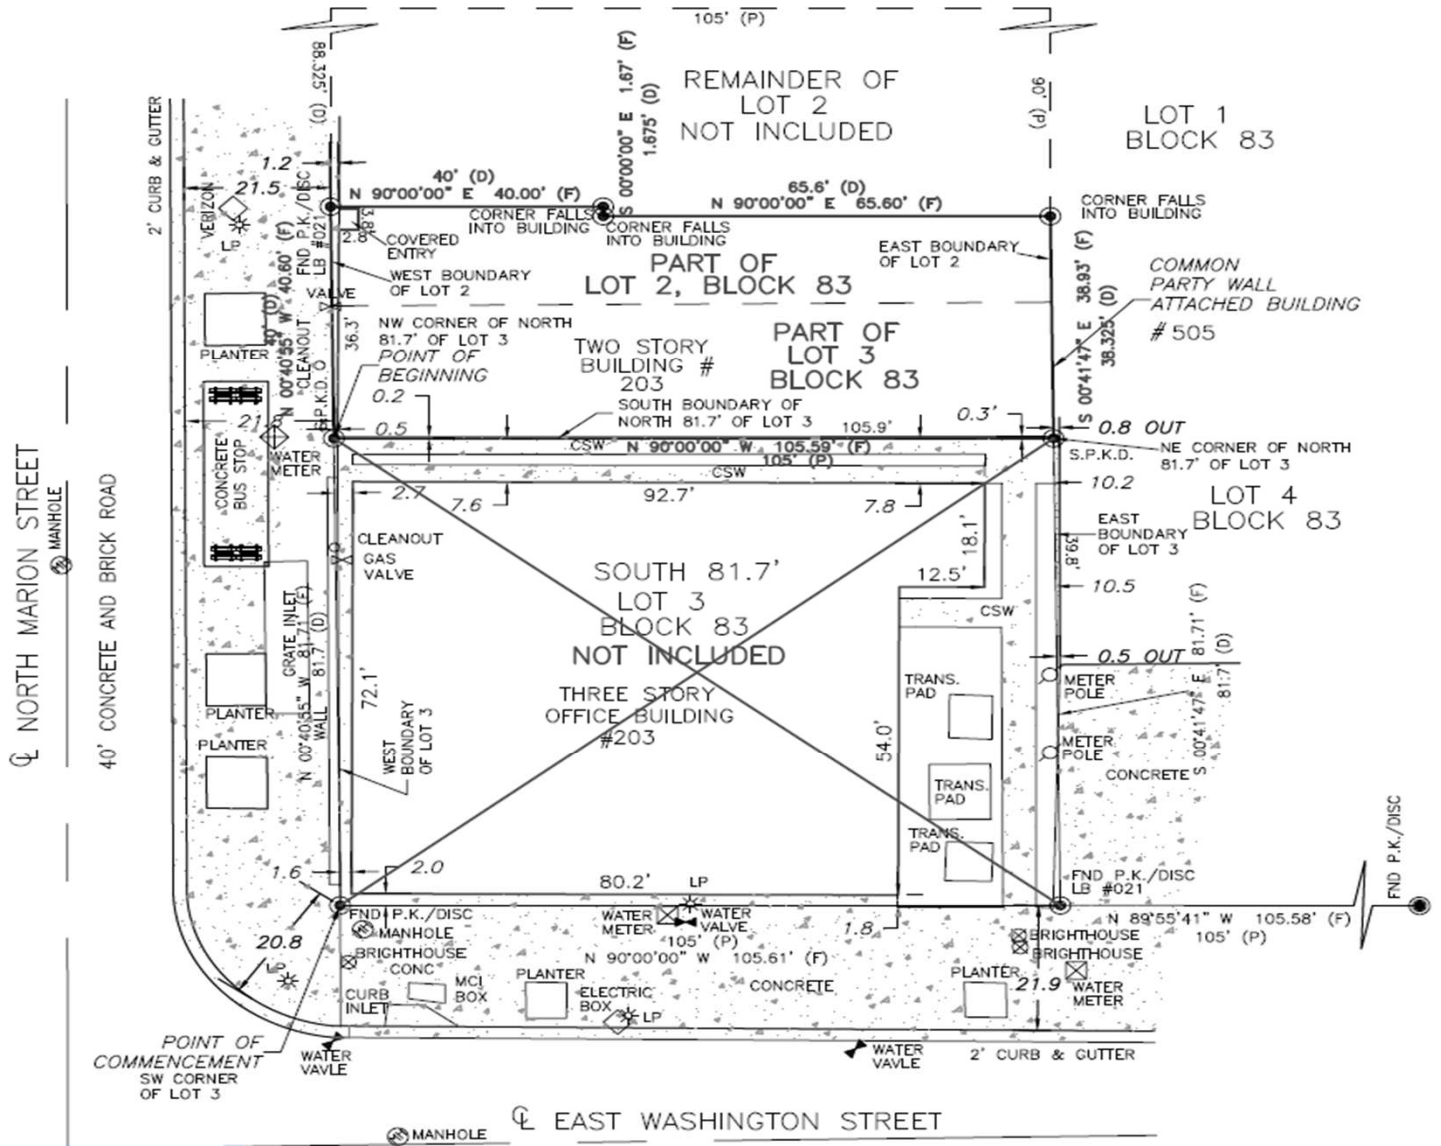 105' (P)
88.325' (D)
S 00°00'00" E 1.67' (F)
1.675' (D)
90' (P)
REMAINDER OF
LOT 2
NOT INCLUDED
LOT 1
BLOCK 83
2' CURB & GUTTER
1.2
21.5
VERIZON
LP
FND P.K./DISC
LB #021
40' (D)
N 90°00'00" E 40.00' (F)
65.6' (D)
N 90°00'00" E 65.60' (F)
CORNER FALLS
INTO BUILDING
CORNER FALLS
INTO BUILDING
CORNER FALLS
INTO BUILDING
3.8'
2.8
COVERED
ENTRY
WEST BOUNDARY
OF LOT 2
PART OF
LOT 2, BLOCK 83
EAST BOUNDARY
OF LOT 2
S 00°41'47" E 38.93' (F)
38.325' (D)
COMMON
PARTY WALL
ATTACHED BUILDING
# 505
N 00°40'55" W 40.60' (F)
40' (D)
VALVE
CLEANOUT
S.P.K.D.
36.3'
PLANTER
NW CORNER OF NORTH
81.7' OF LOT 3
POINT OF
BEGINNING
TWO STORY
BUILDING #
203
PART OF
LOT 3
BLOCK 83
0.2
SOUTH BOUNDARY OF
NORTH 81.7' OF LOT 3
105.9'
0.3'
0.8 OUT
0.5
CSW
N 90°00'00" W 105.59' (F)
105' (P)
CSW
S.P.K.D.
NE CORNER OF NORTH
81.7' OF LOT 3
CONCRETE
BUS STOP
WATER
METER
2.7
7.6
92.7'
7.8
10.2
LOT 4
BLOCK 83
EAST
BOUNDARY
OF LOT 3
39.8'
18.1'
12.5'
10.5
CSW
CLEANOUT
GAS
VALVE
SOUTH 81.7'
LOT 3
BLOCK 83
NOT INCLUDED
THREE STORY
OFFICE BUILDING
#203
NORTH MARION STREET
MANHOLE
40' CONCRETE AND BRICK ROAD
GRATE INLET
N 00°40'55" W 81.71' (F)
WALL 81.7' (D)
PLANTER
PLANTER
72.1'
WEST
BOUNDARY
OF LOT 3
54.0'
TRANS.
PAD
TRANS.
PAD
TRANS.
PAD
0.5 OUT
METER
POLE
METER
POLE
S 00°41'47" E 81.71' (F)
81.7' (D)
CONCRETE
FND P.K./DISC
1.6
2.0
80.2'
LP
FND P.K./DISC
LB #021
FND P.K./DISC
MANHOLE
BRIGHTHOUSE
CONC
WATER
METER
WATER
VALVE
105' (P)
N 90°00'00" W 105.61' (F)
1.8
N 89°55'41" W 105.58' (F)
105' (P)
BRIGHTHOUSE
BRIGHTHOUSE
20.8
LP
MCI
BOX
PLANTER
ELECTRIC
BOX
LP
CONCRETE
PLANTER
21.9
WATER
METER
CURB
INLET
POINT OF
COMMENCEMENT
SW CORNER
OF LOT 3
WATER
VAVLE
WATER
VAVLE
2' CURB & GUTTER
EAST WASHINGTON STREET
MANHOLE